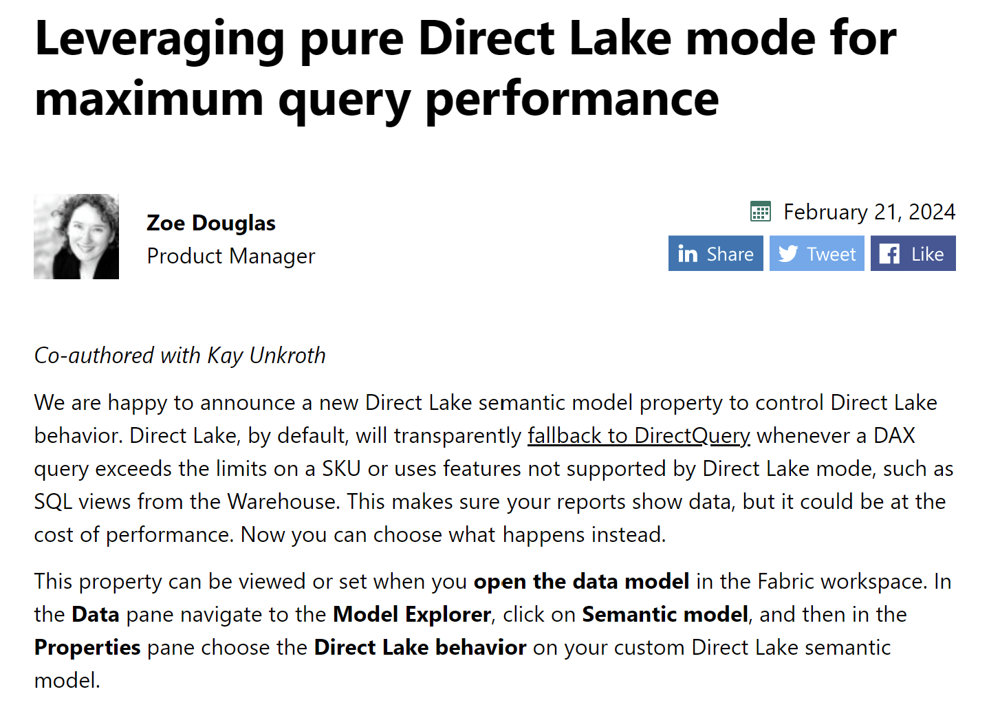 Leveraging pure Direct Lake mode for
maximum query performance
Zoe Douglas
Product Manager
February 21, 2024
in Share
Tweet
f Like
Co-authored with Kay Unkroth
We are happy to announce a new Direct Lake semantic model property to control Direct Lake
behavior. Direct Lake, by default, will transparently fallback to DirectQuery whenever a DAX
query exceeds the limits on a SKU or uses features not supported by Direct Lake mode, such as
SQL views from the Warehouse. This makes sure your reports show data, but it could be at the
cost of performance. Now you can choose what happens instead.
This property can be viewed or set when you open the data model in the Fabric workspace. In
the Data pane navigate to the Model Explorer, click on Semantic model, and then in the
Properties pane choose the Direct Lake behavior on your custom Direct Lake semantic
model.